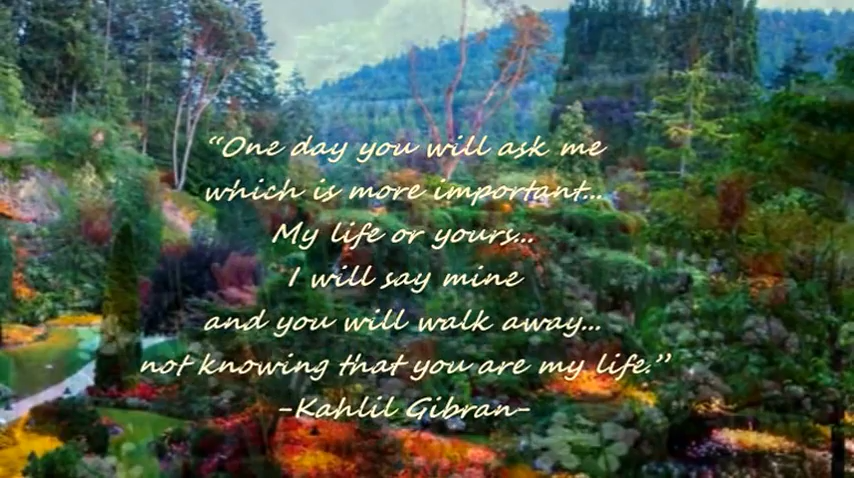 “One day you will ask me
which is more important...
My life or yours...
I will say mine
and you will walk away...
not knowing that you are my life.”
-Kahlil Gibran-